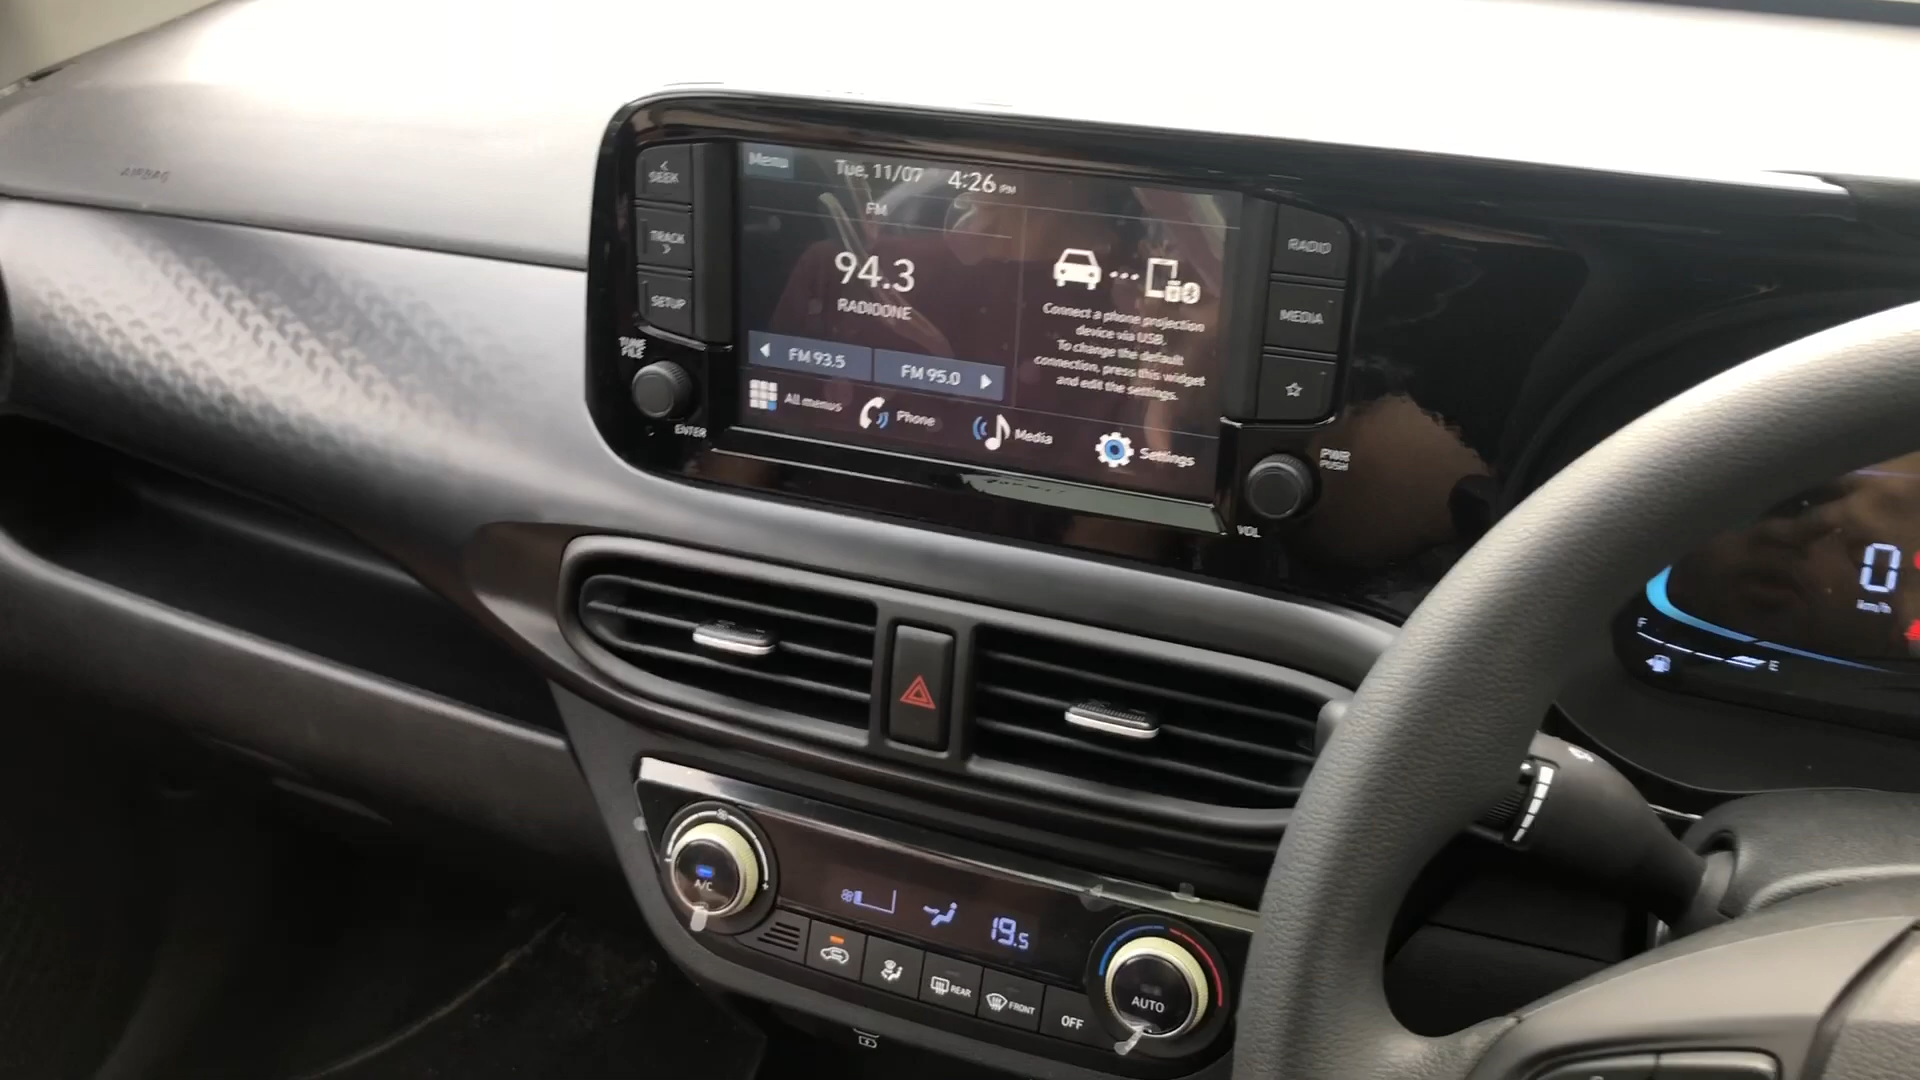 AIRBAG
SEEK
TRACK
SETUP
TUNE
FILE
ENTER
Menu
Tue, 11/07 4:26 PM
FM
94.3
RADIOONE
FM 93.5
FM 95.0
Connect a phone projection
device via USB.
To change the default
connection, press this widget
and edit the settings.
All menus
Phone
Media
Settings
RADIO
MEDIA
PWR
PUSH
VOL
0
km/h
F
E
A/C
19.5
REAR
FRONT
OFF
AUTO